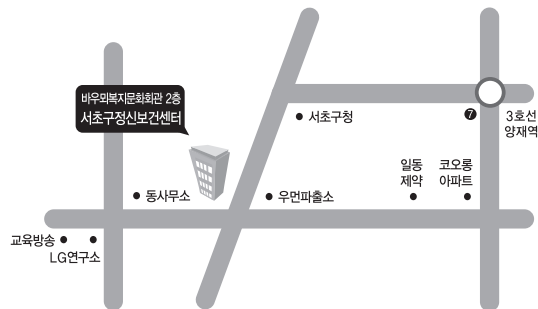 바우뫼복지문화회관 2층
서초구정신보건센터
서초구청
7
3호선
양재역
일동
제약
코오롱
아파트
동사무소
우면파출소
교육방송
LG연구소